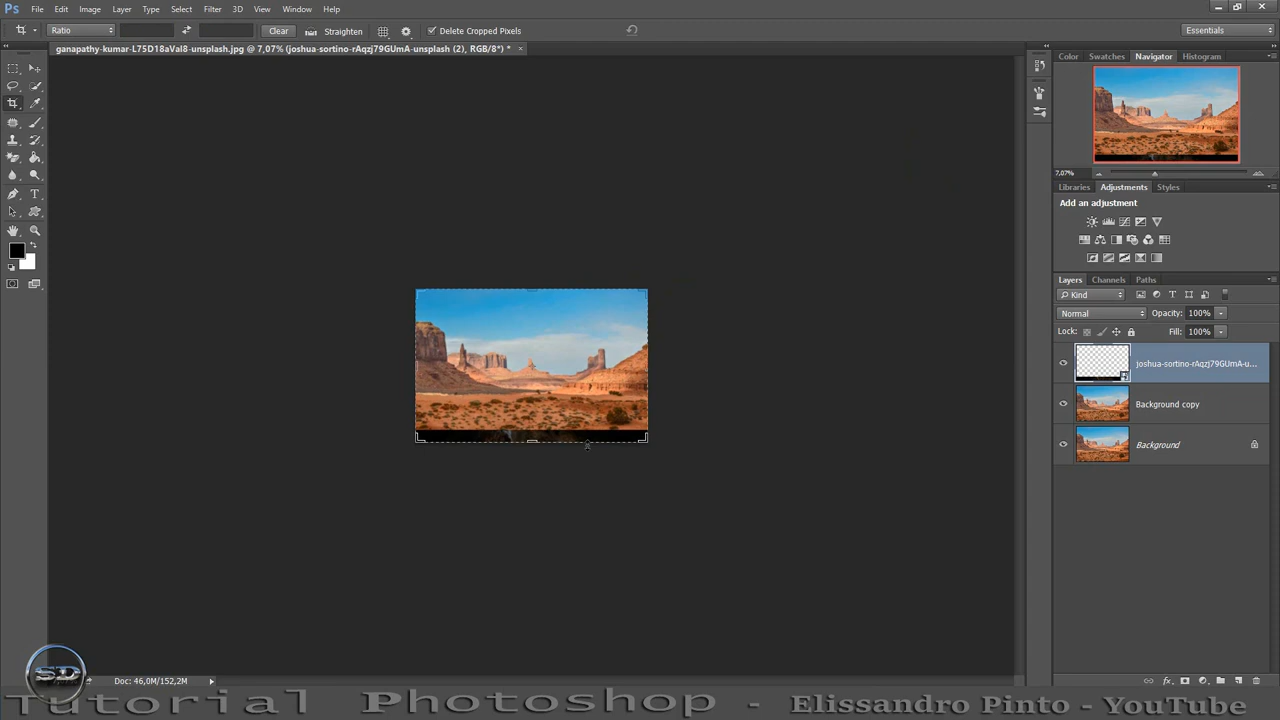 Ps File Edit Image Layer Type Select Filter 3D View Window Help
Ratio Clear Straighten Delete Cropped Pixels Essentials
ganapathy-kumar-L75D18aVal8-unsplash.jpg @ 7,07% (joshua-sortino-rAqzj79GUmA-unsplash (2), RGB/8*) *
Color Swatches Navigator Histogram
7,07%
Libraries Adjustments Styles
Add an adjustment
Layers Channels Paths
Kind
Normal Opacity: 100%
Lock: Fill: 100%
joshua-sortino-rAqzj79GUmA-u...
Background copy
Background
SD
Doc: 46,0M/152,2M
Tutorial Photoshop - Elissandro Pinto - YouTube